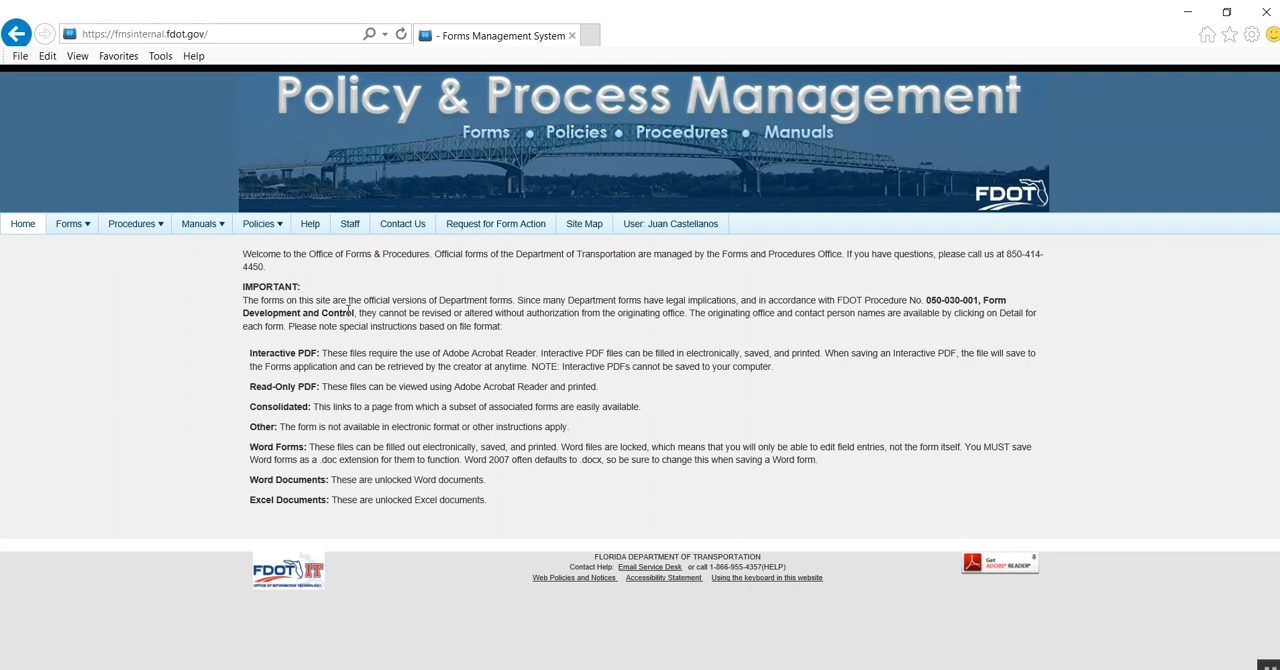 https://fmsinternal.fdot.gov/
- Forms Management System
File Edit View Favorites Tools Help
Policy & Process Management
Forms • Policies • Procedures • Manuals
FDOT
Home Forms Procedures Manuals Policies Help Staff Contact Us Request for Form Action Site Map User: Juan Castellanos
Welcome to the Office of Forms & Procedures. Official forms of the Department of Transportation are managed by the Forms and Procedures Office. If you have questions, please call us at 850-414-
4450.
IMPORTANT:
The forms on this site are the official versions of Department forms. Since many Department forms have legal implications, and in accordance with FDOT Procedure No. 050-030-001, Form
Development and Control, they cannot be revised or altered without authorization from the originating office. The originating office and contact person names are available by clicking on Detail for
each form. Please note special instructions based on file format:
Interactive PDF: These files require the use of Adobe Acrobat Reader. Interactive PDF files can be filled in electronically, saved, and printed. When saving an Interactive PDF, the file will save to
the Forms application and can be retrieved by the creator at anytime. NOTE: Interactive PDFs cannot be saved to your computer.
Read-Only PDF: These files can be viewed using Adobe Acrobat Reader and printed.
Consolidated: This links to a page from which a subset of associated forms are easily available.
Other: The form is not available in electronic format or other instructions apply.
Word Forms: These files can be filled out electronically, saved, and printed. Word files are locked, which means that you will only be able to edit field entries, not the form itself. You MUST save
Word forms as a .doc extension for them to function. Word 2007 often defaults to .docx, so be sure to change this when saving a Word form.
Word Documents: These are unlocked Word documents.
Excel Documents: These are unlocked Excel documents.
FDOT IT
OFFICE OF INFORMATION TECHNOLOGY
FLORIDA DEPARTMENT OF TRANSPORTATION
Contact Help: Email Service Desk or call 1-866-955-4357(HELP)
Web Policies and Notices Accessibility Statement Using the keyboard in this website
Get
ADOBE® READER®